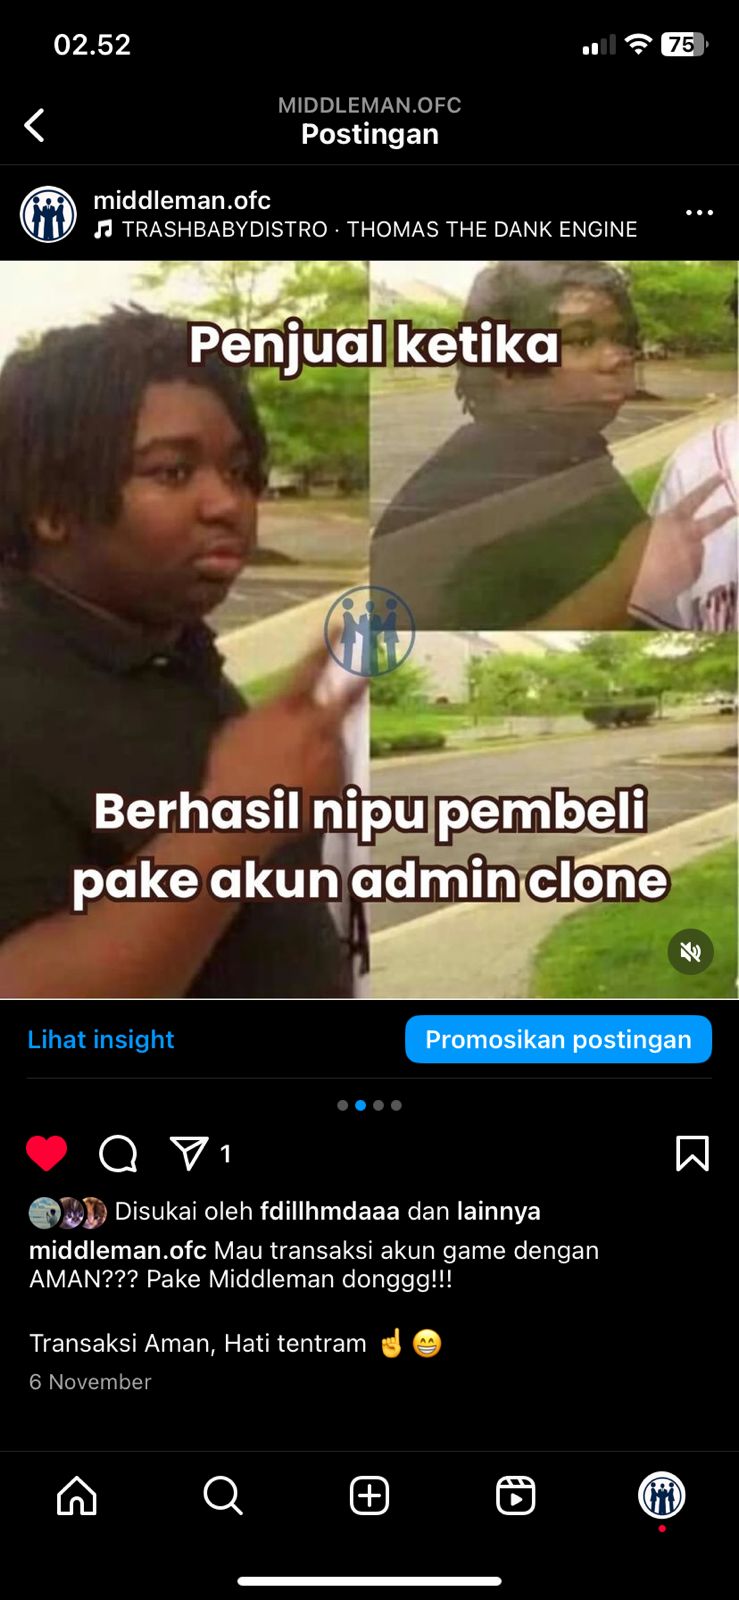 02.52
75
MIDDLEMAN.OFC
Postingan
middleman.ofc
TRASHBABYDISTRO · THOMAS THE DANK ENGINE
Penjual ketika
Berhasil nipu pembeli
pake akun admin clone
Lihat insight
Promosikan postingan
1
Disukai oleh fdillhmdaaa dan lainnya
middleman.ofc Mau transaksi akun game dengan
AMAN??? Pake Middleman donggg!!!
Transaksi Aman, Hati tentram ☝️😁
6 November